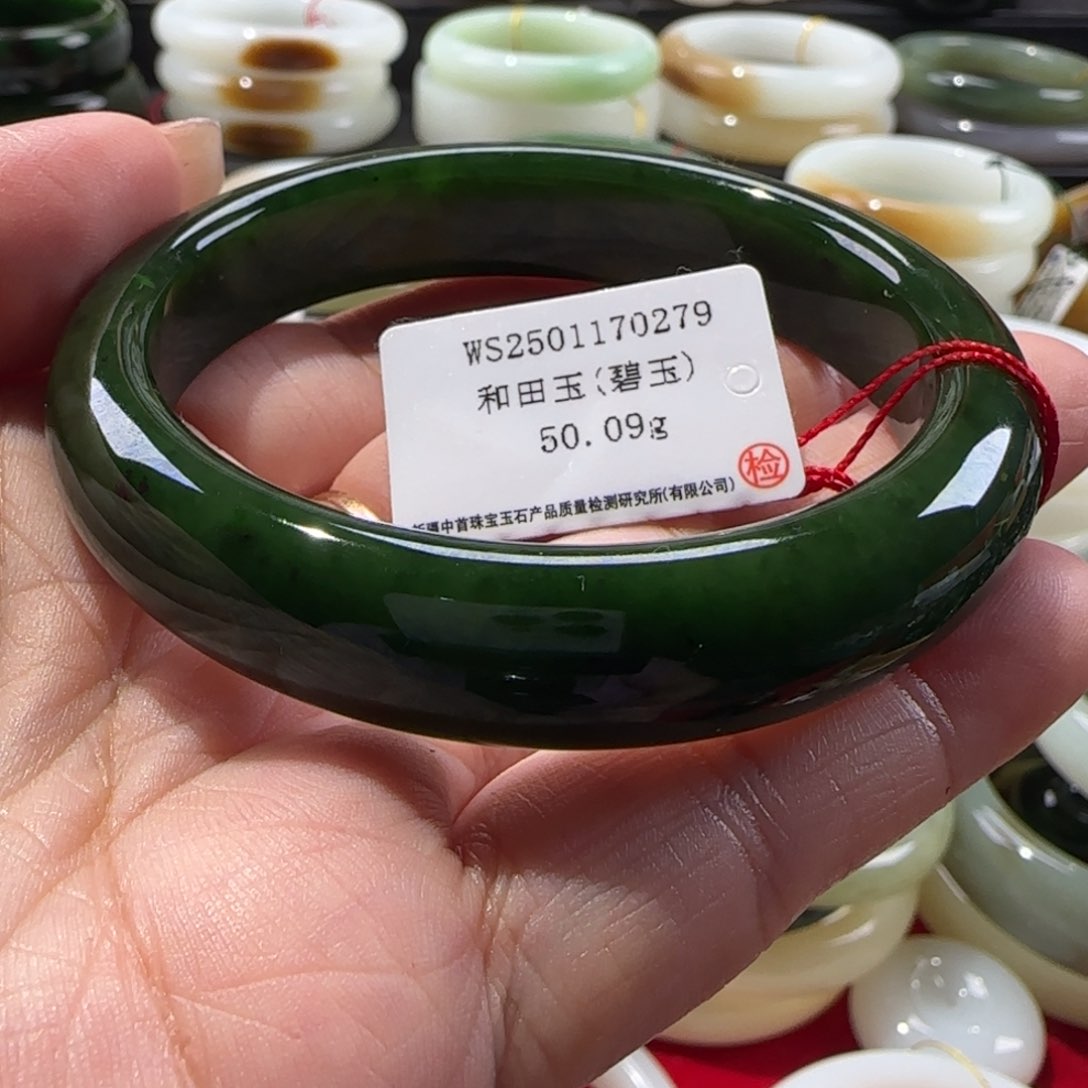 WS2501170279
和田玉(碧玉)
50.09g
检
新疆中首珠宝玉石产品质量检测研究所(有限公司)